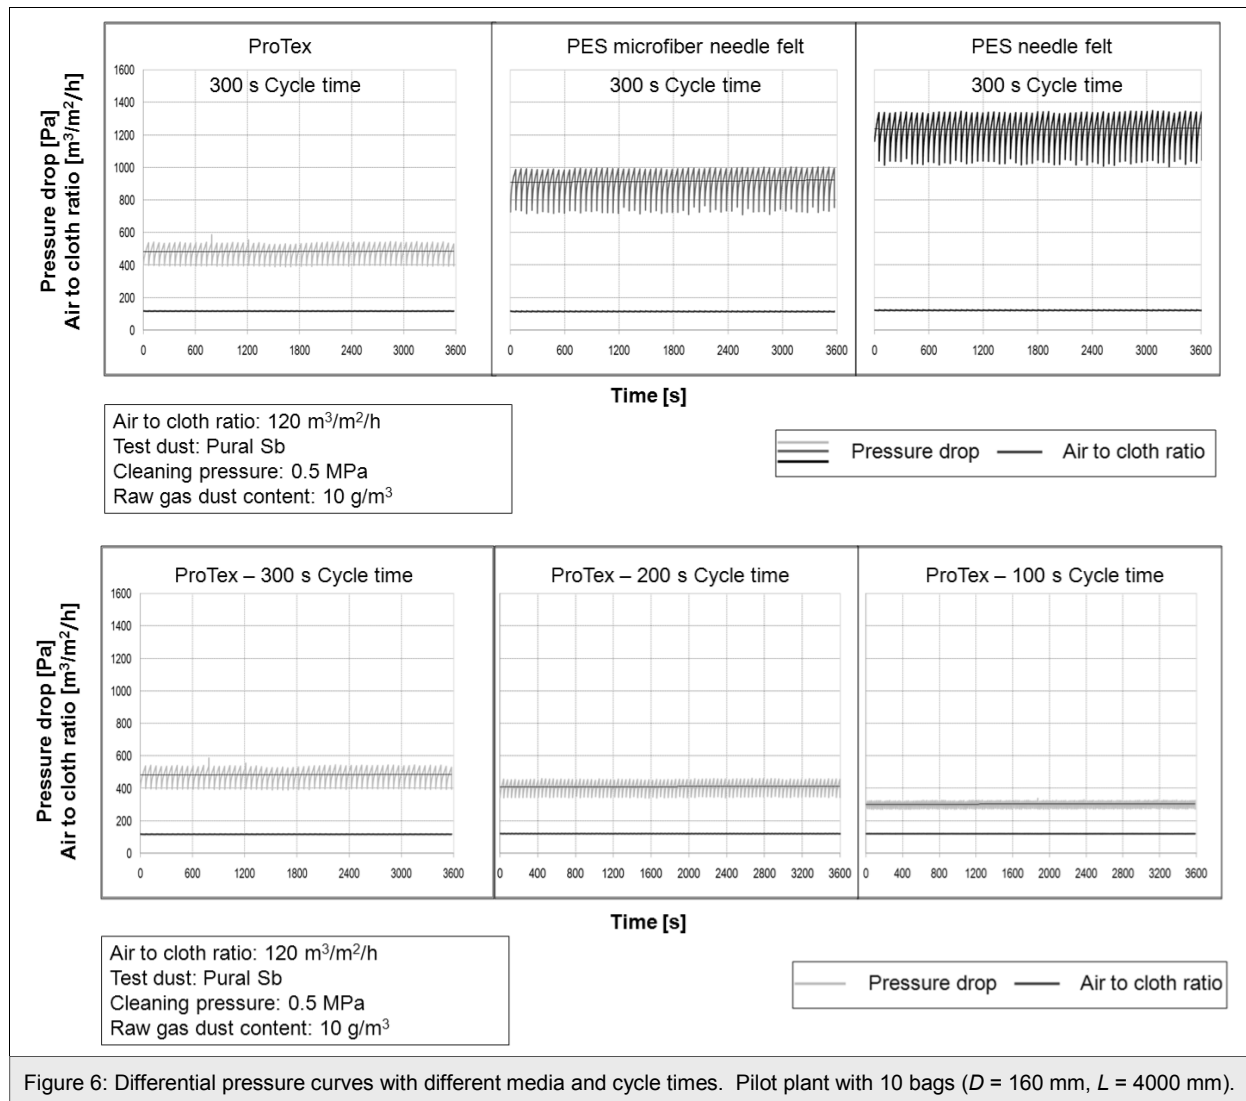 ProTex
PES microfiber needle felt
PES needle felt
300 s Cycle time
300 s Cycle time
300 s Cycle time
Pressure drop [Pa]
Air to cloth ratio [m³/m²/h]
1600
1400
1200
1000
800
600
400
200
0
0 600 1200 1800 2400 3000 3600
0 600 1200 1800 2400 3000 3600
0 600 1200 1800 2400 3000 3600
Time [s]
Air to cloth ratio: 120 m³/m²/h
Test dust: Pural Sb
Cleaning pressure: 0.5 MPa
Raw gas dust content: 10 g/m³
Pressure drop Air to cloth ratio
ProTex – 300 s Cycle time
ProTex – 200 s Cycle time
ProTex – 100 s Cycle time
Pressure drop [Pa]
Air to cloth ratio [m³/m²/h]
1600
1400
1200
1000
800
600
400
200
0
0 600 1200 1800 2400 3000 3600
0 400 800 1200 1600 2000 2400 2800 3200 3600
0 400 800 1200 1600 2000 2400 2800 3200 3600
Time [s]
Air to cloth ratio: 120 m³/m²/h
Test dust: Pural Sb
Cleaning pressure: 0.5 MPa
Raw gas dust content: 10 g/m³
Pressure drop Air to cloth ratio
Figure 6: Differential pressure curves with different media and cycle times. Pilot plant with 10 bags (D = 160 mm, L = 4000 mm).